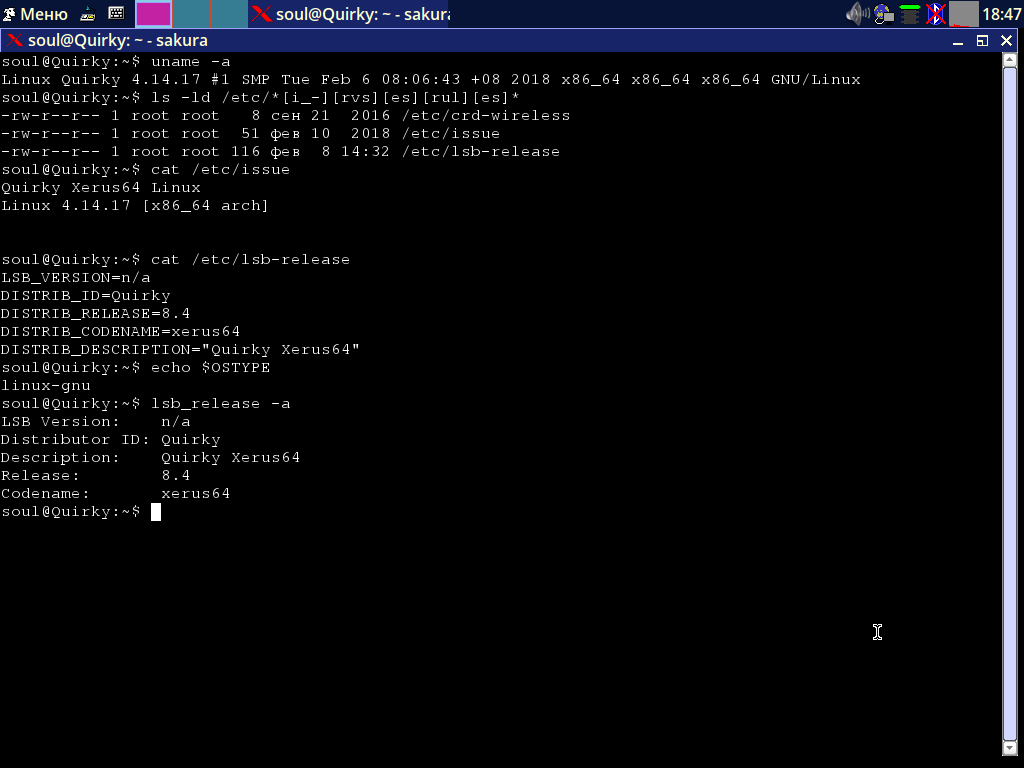 Меню
soul@Quirky: ~ - sakura
18:47
soul@Quirky: ~ - sakura
soul@Quirky:~$ uname -a
Linux Quirky 4.14.17 #1 SMP Tue Feb 6 08:06:43 +08 2018 x86_64 x86_64 x86_64 GNU/Linux
soul@Quirky:~$ ls -ld /etc/*[i_-][rvs][es][rul][es]*
-rw-r--r-- 1 root root   8 сен 21  2016 /etc/crd-wireless
-rw-r--r-- 1 root root  51 фев 10  2018 /etc/issue
-rw-r--r-- 1 root root 116 фев  8 14:32 /etc/lsb-release
soul@Quirky:~$ cat /etc/issue
Quirky Xerus64 Linux
Linux 4.14.17 [x86_64 arch]
soul@Quirky:~$ cat /etc/lsb-release
LSB_VERSION=n/a
DISTRIB_ID=Quirky
DISTRIB_RELEASE=8.4
DISTRIB_CODENAME=xerus64
DISTRIB_DESCRIPTION="Quirky Xerus64"
soul@Quirky:~$ echo $OSTYPE
linux-gnu
soul@Quirky:~$ lsb_release -a
LSB Version:    n/a
Distributor ID: Quirky
Description:    Quirky Xerus64
Release:        8.4
Codename:       xerus64
soul@Quirky:~$